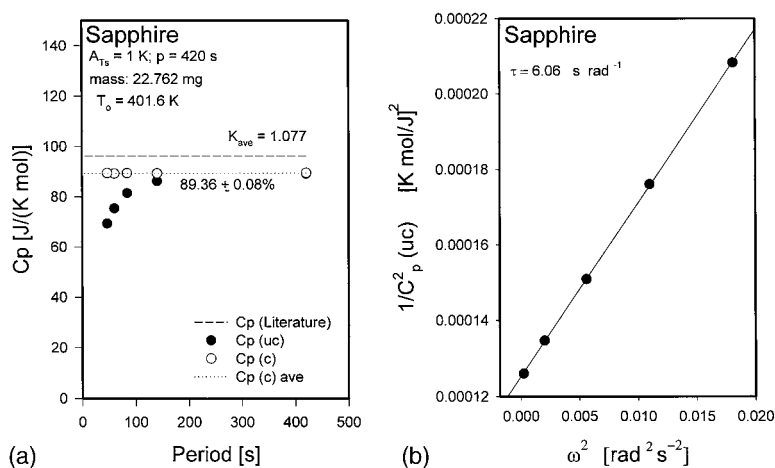 Sapphire
A_Ts = 1 K; p = 420 s
mass: 22.762 mg
T_o = 401.6 K
K_ave = 1.077
89.36 ± 0.08%
Cp (Literature)
Cp (uc)
Cp (c)
Cp (c) ave
Cp [J/(K mol)]
140
120
100
80
60
40
20
0
0 100 200 300 400 500
Period [s]
(a)
Sapphire
τ = 6.06 s rad⁻¹
1/C²_p (uc) [K mol/J]²
0.00022
0.00020
0.00018
0.00016
0.00014
0.00012
0.000 0.005 0.010 0.015 0.020
ω² [rad² s⁻²]
(b)